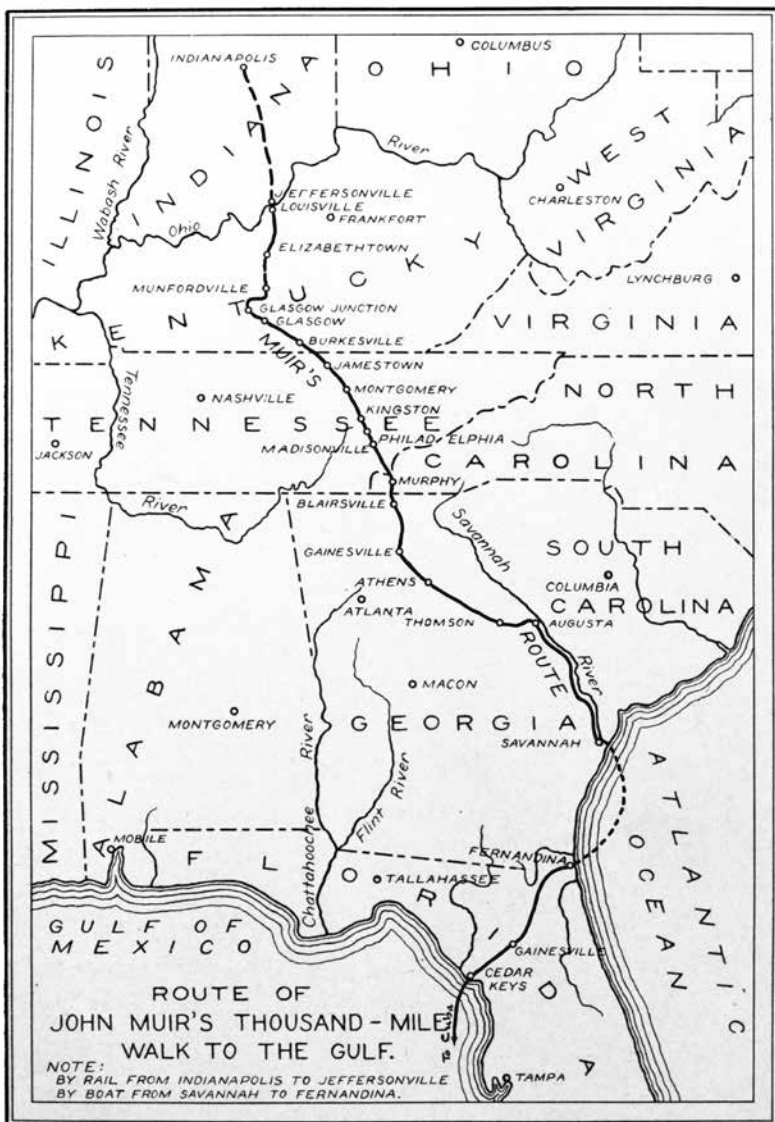 COLUMBUS
INDIANAPOLIS
OHIO
ILLINOIS
Wabash River
INDIANA
River
WEST
VIRGINIA
CHARLESTON
JEFFERSONVILLE
LOUISVILLE
FRANKFORT
Ohio
ELIZABETHTOWN
MUNFORDVILLE
LYNCHBURG
KENTUCKY
GLASGOW JUNCTION
GLASGOW
VIRGINIA
BURKESVILLE
MUIR'S
JAMESTOWN
Tennessee
NASHVILLE
MONTGOMERY
NORTH
KINGSTON
TENNESSEE
PHILADELPHIA
JACKSON
MADISONVILLE
CAROLINA
MURPHY
River
BLAIRSVILLE
Savannah
GAINESVILLE
SOUTH
ATHENS
COLUMBIA
ATLANTA
CAROLINA
THOMSON
AUGUSTA
ROUTE
River
MISSISSIPPI
ALABAMA
MACON
MONTGOMERY
GEORGIA
SAVANNAH
Chattahoochee River
Flint River
ATLANTIC
OCEAN
MOBILE
FERNANDINA
FLORIDA
TALLAHASSEE
GULF OF
MEXICO
GAINESVILLE
CEDAR
KEYS
To Cuba
ROUTE OF
JOHN MUIR'S THOUSAND-MILE
WALK TO THE GULF.
NOTE:
BY RAIL FROM INDIANAPOLIS TO JEFFERSONVILLE
BY BOAT FROM SAVANNAH TO FERNANDINA.
TAMPA